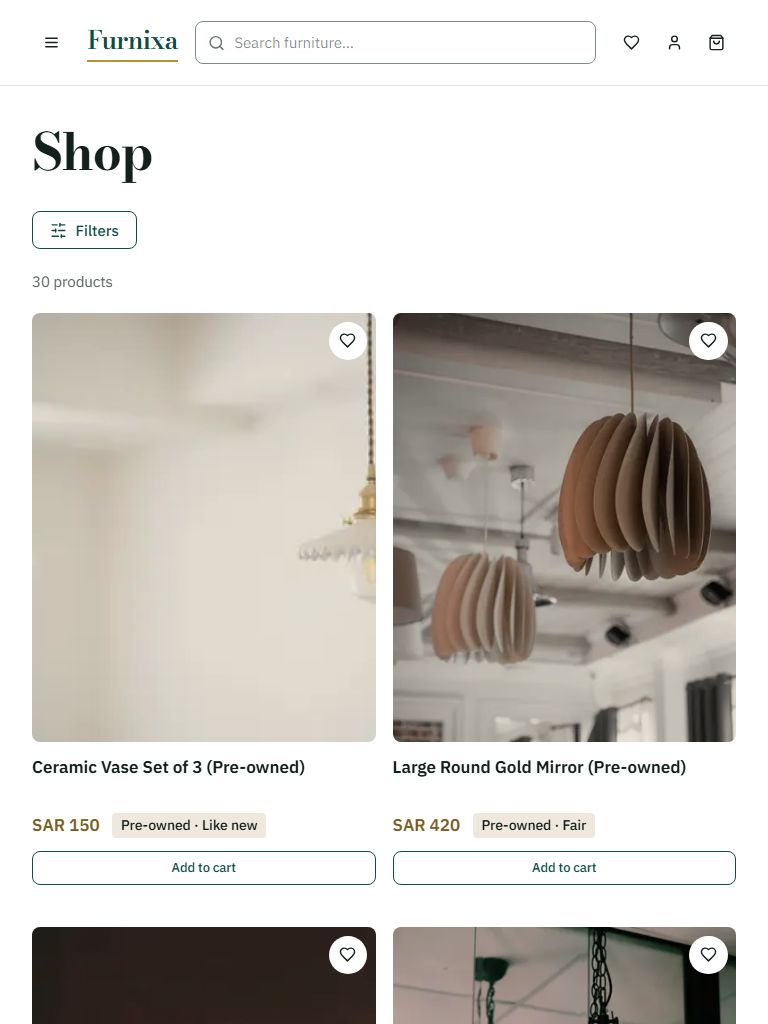 Furnixa
Search furniture...
Shop
Filters
30 products
Ceramic Vase Set of 3 (Pre-owned)
SAR 150
Pre-owned · Like new
Add to cart
Large Round Gold Mirror (Pre-owned)
SAR 420
Pre-owned · Fair
Add to cart